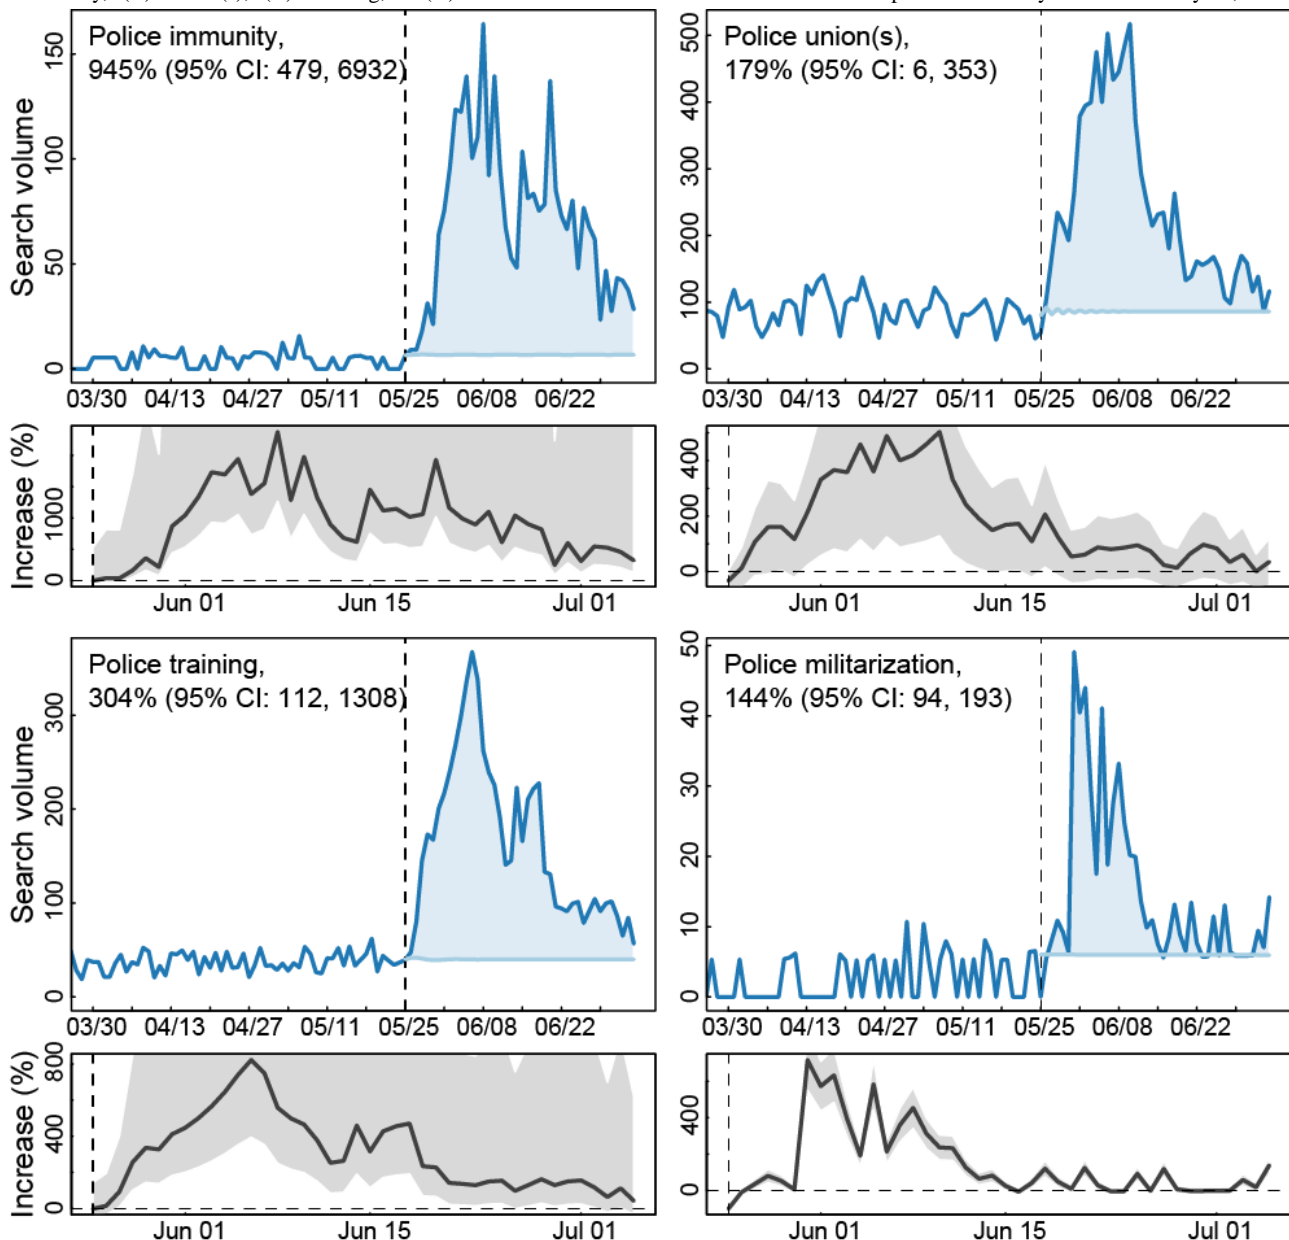 Police immunity,
945% (95% CI: 479, 6932)
Search volume
150
100
50
0
03/30 04/13 04/27 05/11 05/25 06/08 06/22
Police union(s),
179% (95% CI: 6, 353)
500
400
300
200
100
0
03/30 04/13 04/27 05/11 05/25 06/08 06/22
Increase (%)
1000
0
Jun 01 Jun 15 Jul 01
400
200
0
Jun 01 Jun 15 Jul 01
Police training,
304% (95% CI: 112, 1308)
Search volume
300
200
100
0
03/30 04/13 04/27 05/11 05/25 06/08 06/22
Police militarization,
144% (95% CI: 94, 193)
50
40
30
20
10
0
03/30 04/13 04/27 05/11 05/25 06/08 06/22
Increase (%)
800
400
0
Jun 01 Jun 15 Jul 01
400
0
Jun 01 Jun 15 Jul 01